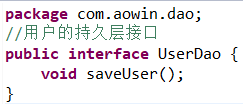 package com.aowin.dao;
//用户的持久层接口
public interface UserDao {
    void saveUser();
}